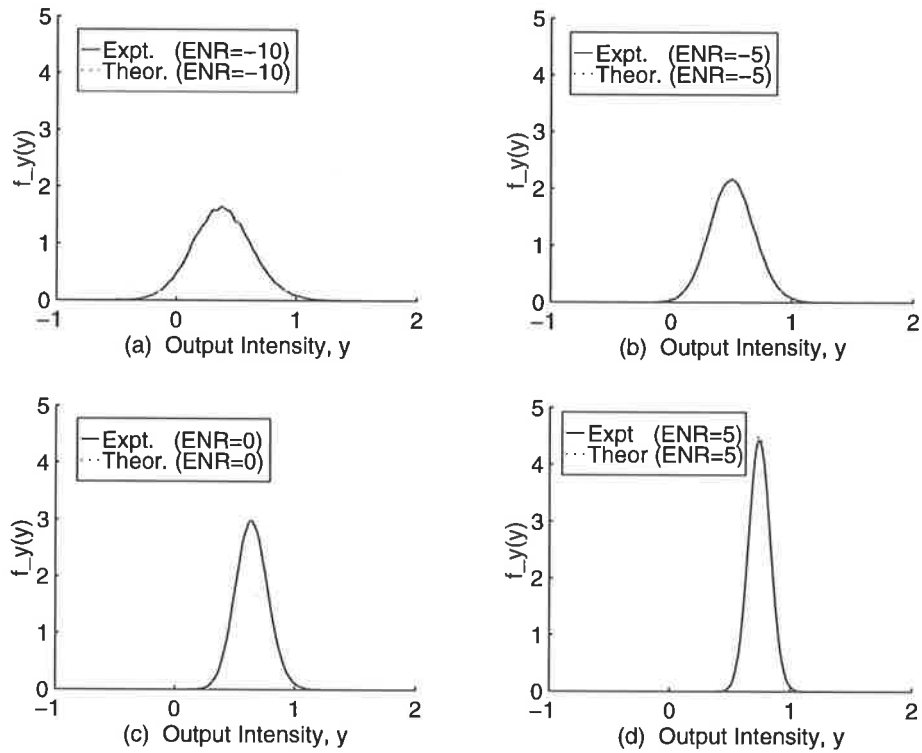 5
4
3
2
1
0
f_y(y)
Expt. (ENR=−10)
Theor. (ENR=−10)
−1 0 1 2
(a) Output Intensity, y
5
4
3
2
1
0
f_y(y)
Expt. (ENR=−5)
Theor. (ENR=−5)
−1 0 1 2
(b) Output Intensity, y
5
4
3
2
1
0
f_y(y)
Expt. (ENR=0)
Theor. (ENR=0)
−1 0 1 2
(c) Output Intensity, y
5
4
3
2
1
0
f_y(y)
Expt (ENR=5)
Theor (ENR=5)
−1 0 1 2
(d) Output Intensity, y